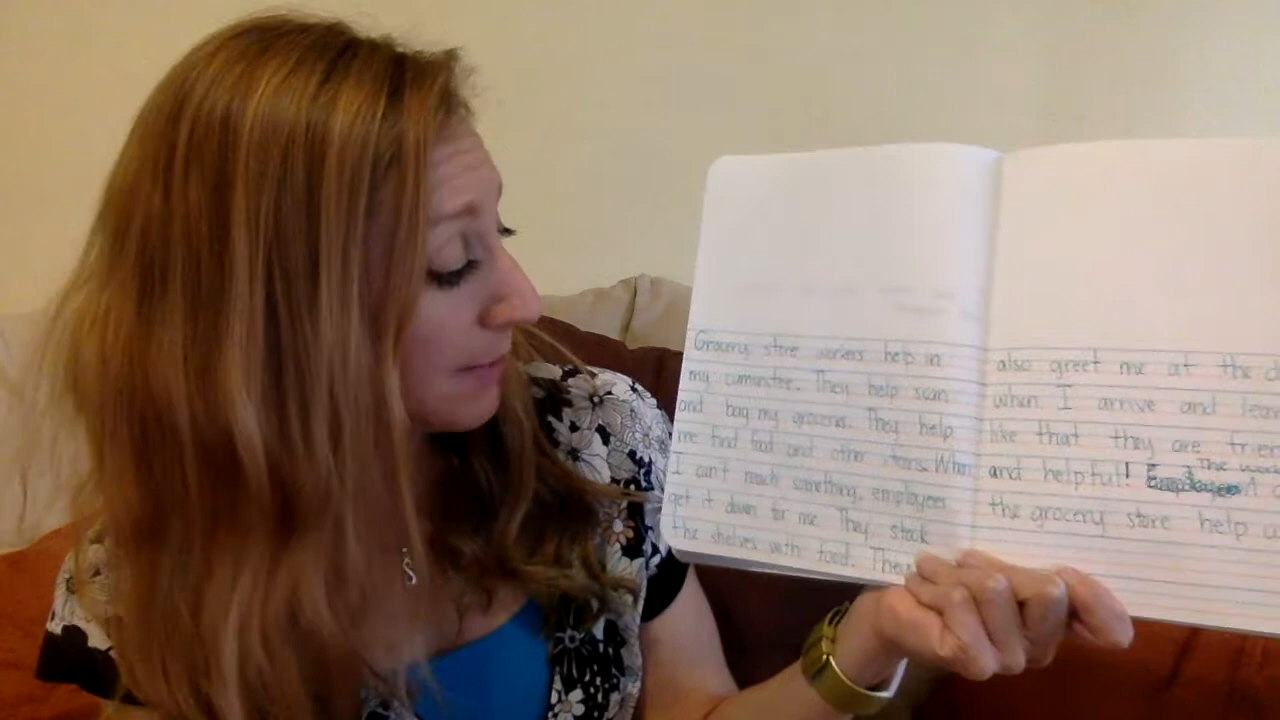 Grocery store workers help in
my communtee. They help scan
and bag my groceries. They help
me find food and other items. When
I can't reach something, employees
get it down for me. They stock
the shelves with food. They
also greet me at the
when I arrive and
like that they are
and helpful! The
the grocery store help